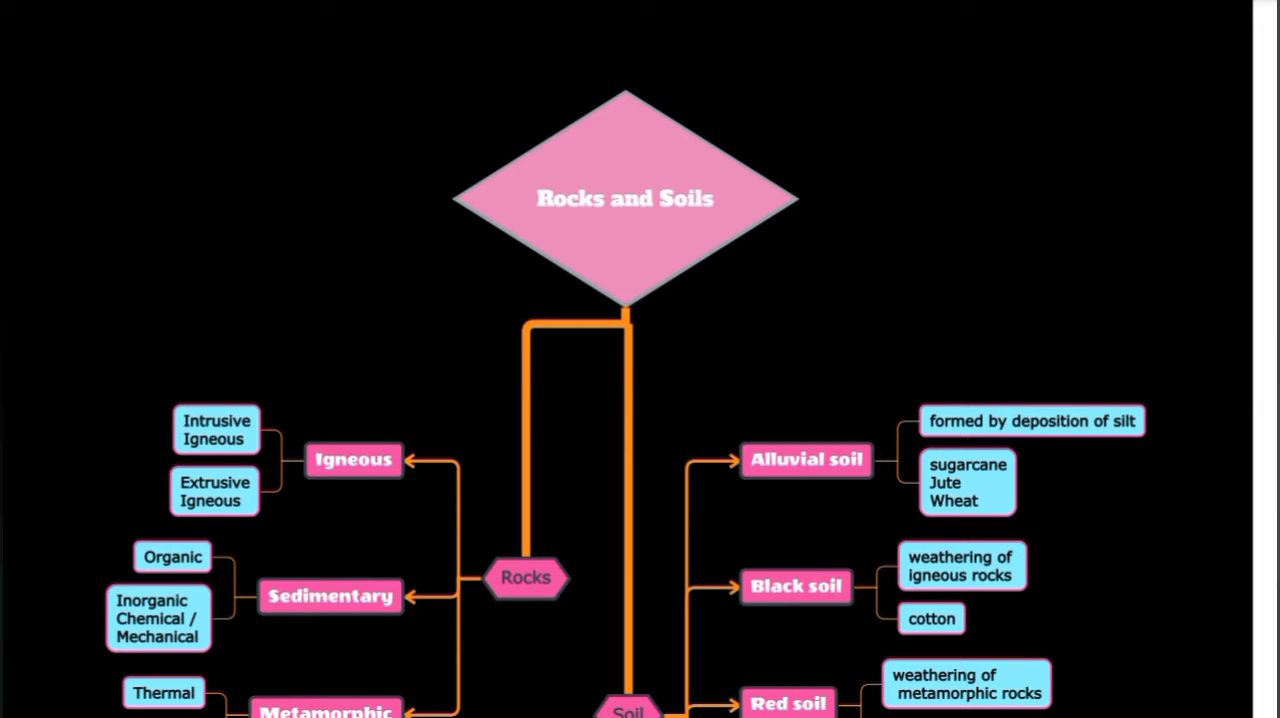 Rocks and Soils
Intrusive
Igneous
Extrusive
Igneous
Igneous
Organic
Inorganic
Chemical /
Mechanical
Sedimentary
Thermal
Metamorphic
Rocks
Soil
Alluvial soil
formed by deposition of silt
sugarcane
Jute
Wheat
Black soil
weathering of
igneous rocks
cotton
Red soil
weathering of
metamorphic rocks